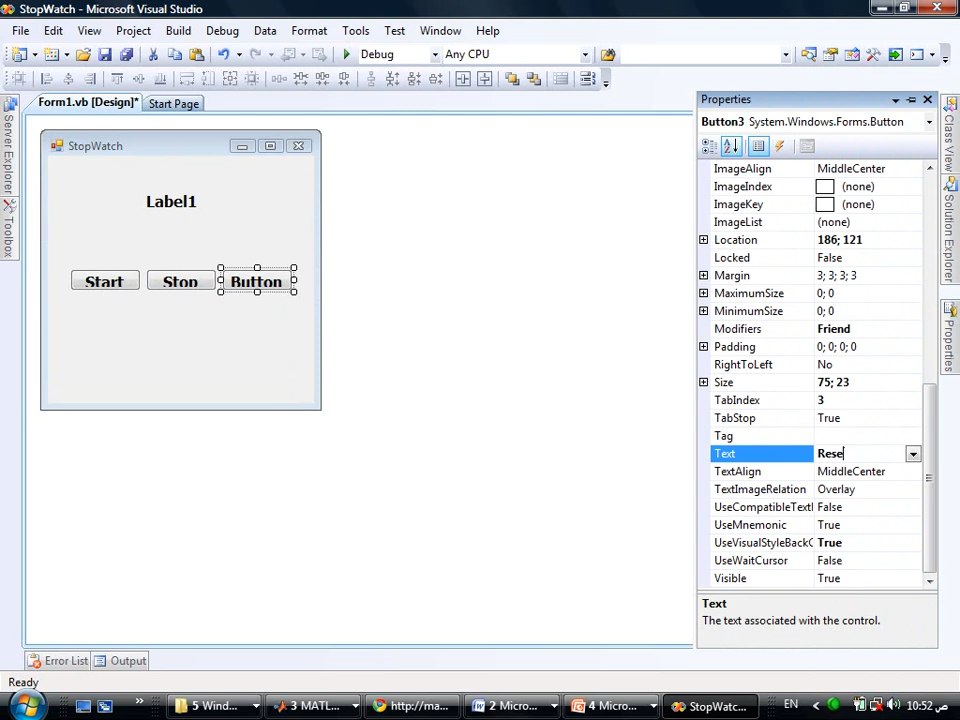 StopWatch - Microsoft Visual Studio
File Edit View Project Build Debug Data Format Tools Test Window Help
Debug Any CPU
Form1.vb [Design]* Start Page
Server Explorer
Toolbox
StopWatch
Label1
Start Stop Button
Properties
Button3 System.Windows.Forms.Button
ImageAlign MiddleCenter
ImageIndex (none)
ImageKey (none)
ImageList (none)
Location 186; 121
Locked False
Margin 3; 3; 3; 3
MaximumSize 0; 0
MinimumSize 0; 0
Modifiers Friend
Padding 0; 0; 0; 0
RightToLeft No
Size 75; 23
TabIndex 3
TabStop True
Tag
Text Rese
TextAlign MiddleCenter
TextImageRelation Overlay
UseCompatibleTextI False
UseMnemonic True
UseVisualStyleBackC True
UseWaitCursor False
Visible True
Text
The text associated with the control.
Class View
Solution Explorer
Properties
Error List Output
Ready
5 Wind... 3 MATL... http://ma... 2 Micro... 4 Micro... StopWatc... EN 10:52 ص